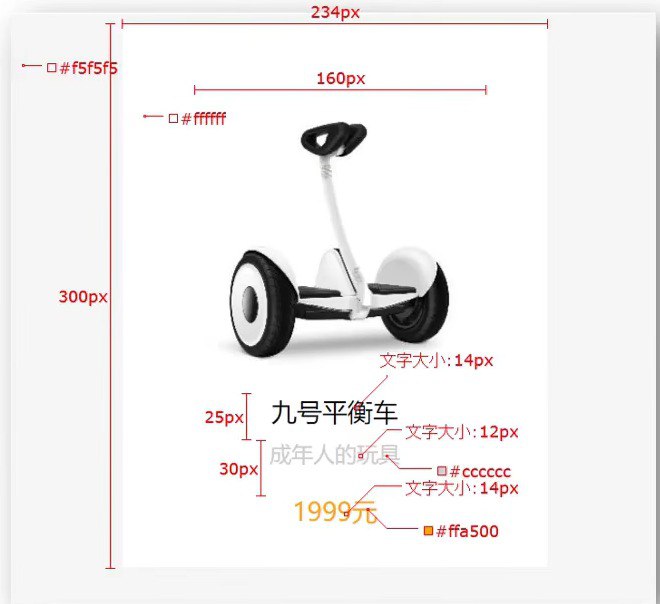 234px
#f5f5f5
160px
#ffffff
300px
文字大小:14px
25px
九号平衡车
文字大小:12px
30px
成年人的玩具
#cccccc
文字大小:14px
1999元
#ffa500